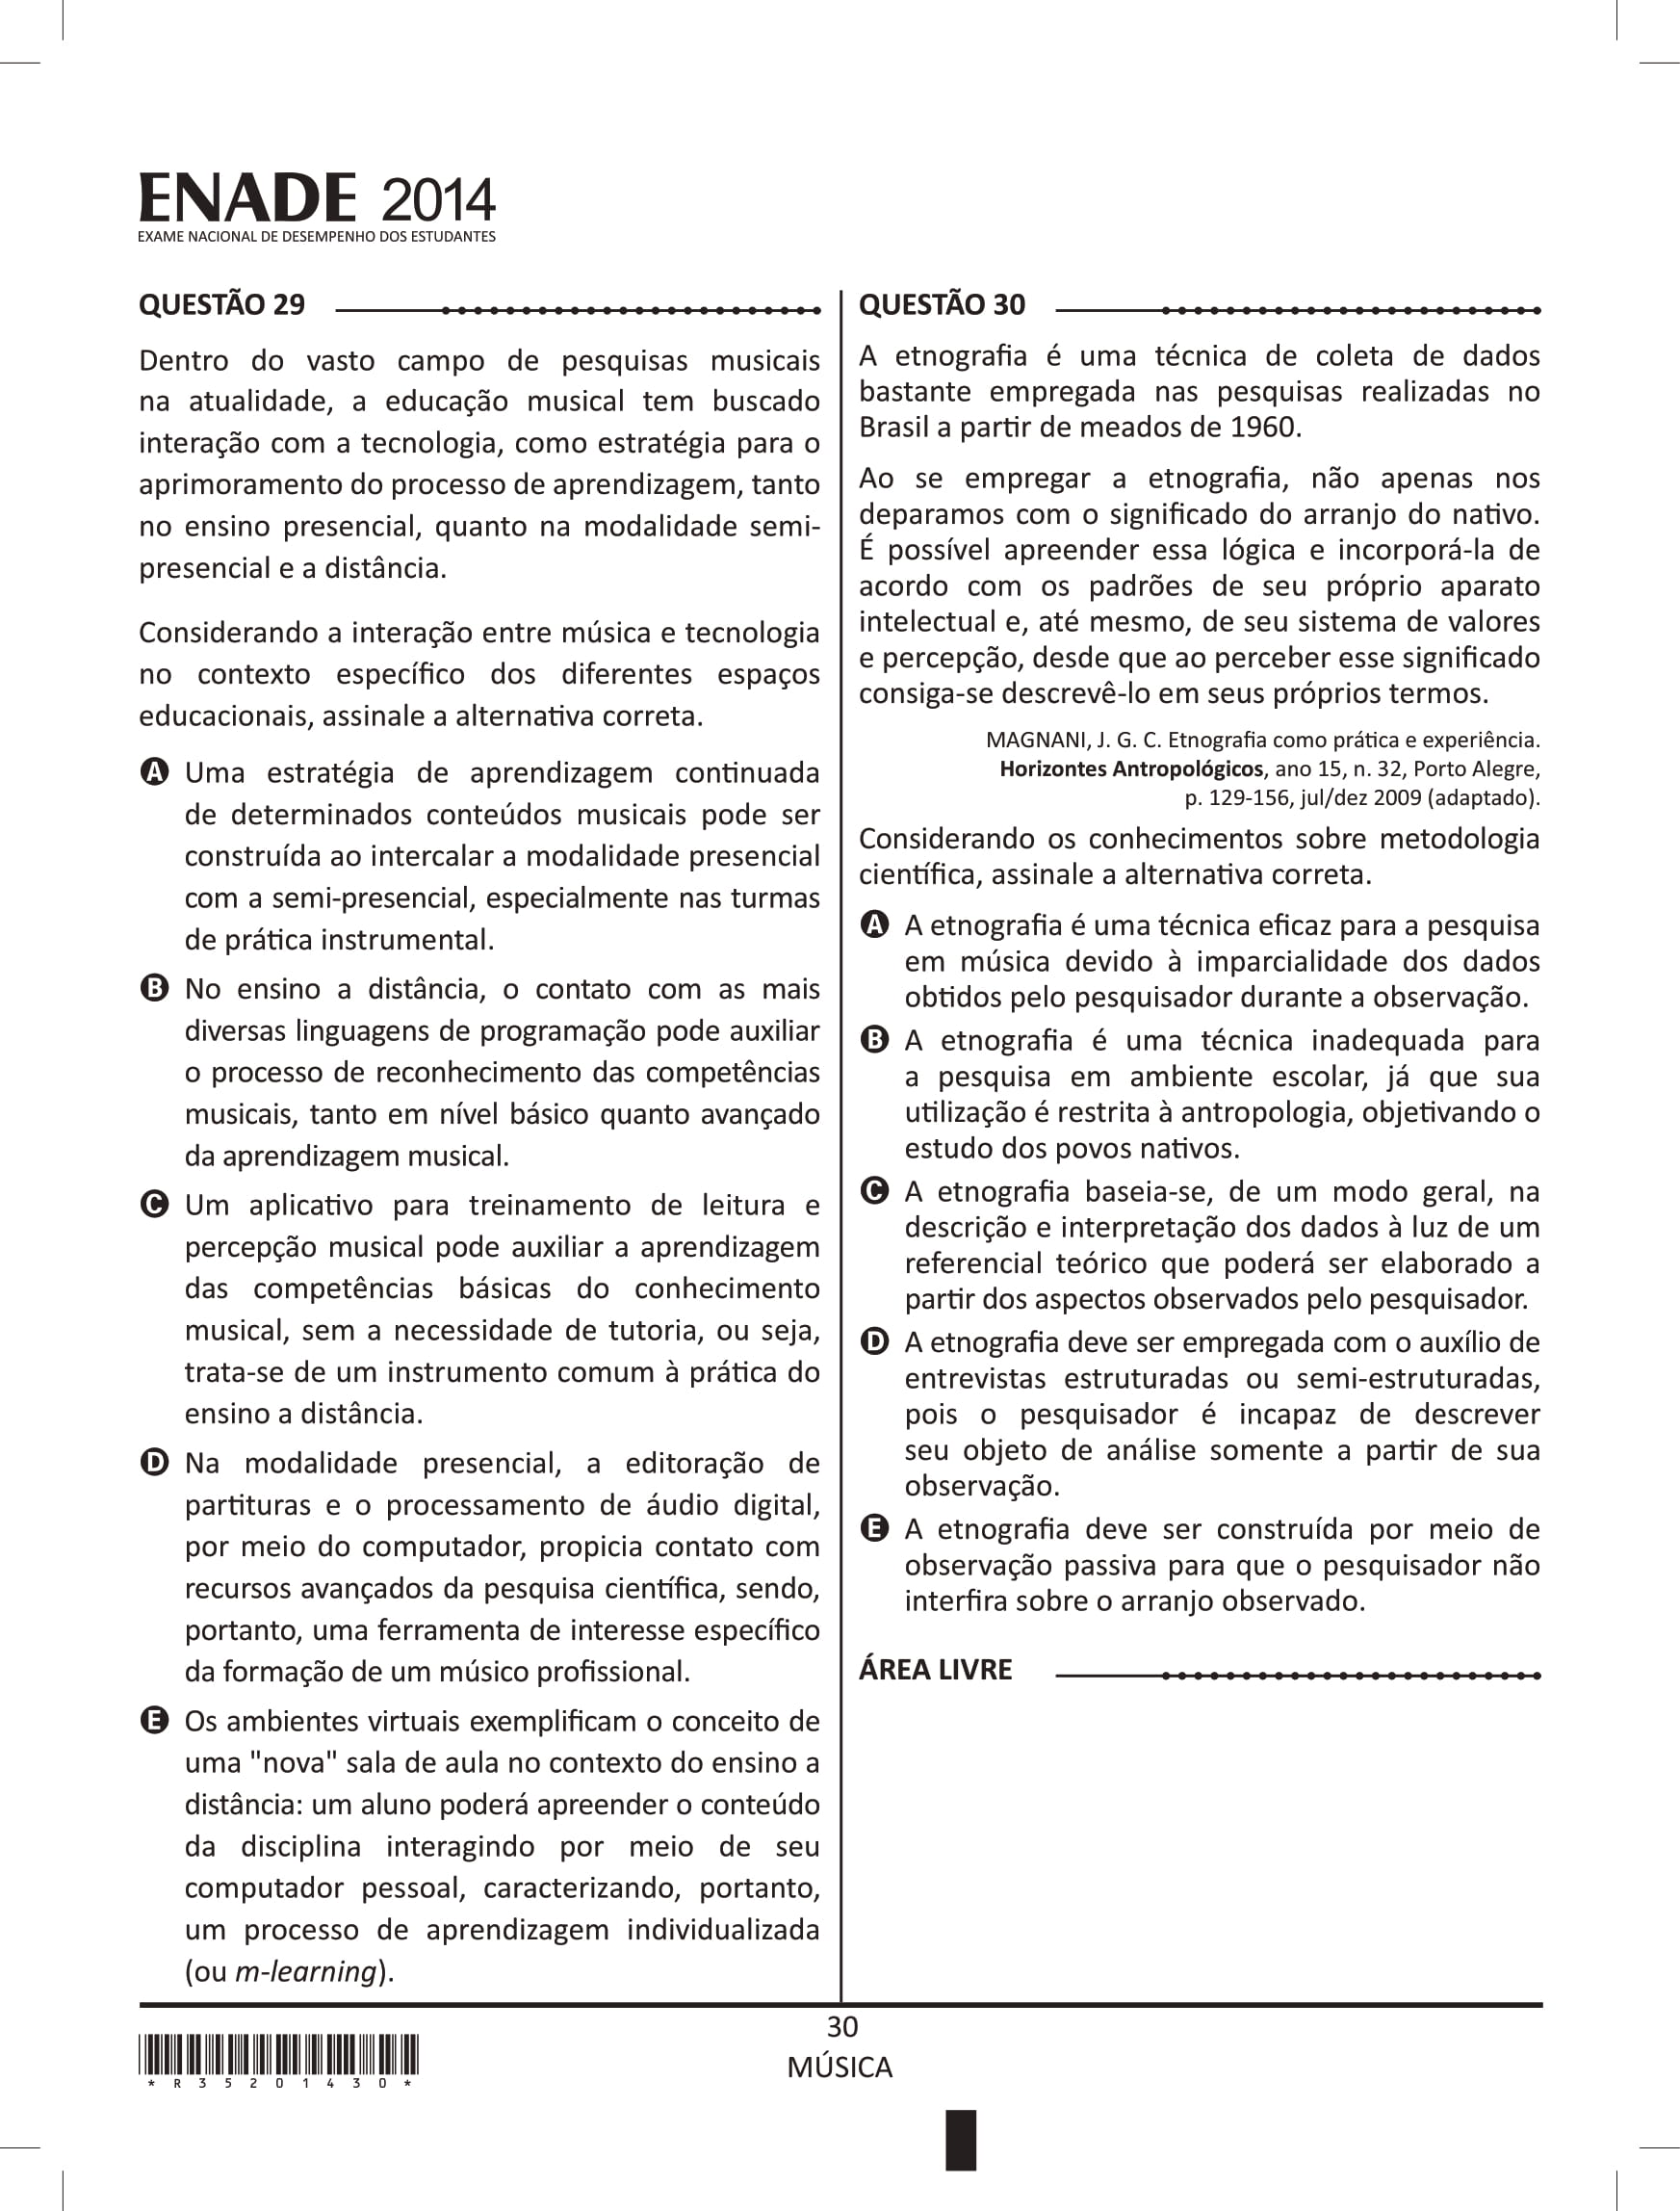 ENADE 2014
EXAME NACIONAL DE DESEMPENHO DOS ESTUDANTES
QUESTÃO 29
Dentro do vasto campo de pesquisas musicais
na atualidade, a educação musical tem buscado
interação com a tecnologia, como estratégia para o
aprimoramento do processo de aprendizagem, tanto
no ensino presencial, quanto na modalidade semi-
presencial e a distância.
Considerando a interação entre música e tecnologia
no contexto específico dos diferentes espaços
educacionais, assinale a alternativa correta.
A Uma estratégia de aprendizagem continuada
de determinados conteúdos musicais pode ser
construída ao intercalar a modalidade presencial
com a semi-presencial, especialmente nas turmas
de prática instrumental.
B No ensino a distância, o contato com as mais
diversas linguagens de programação pode auxiliar
o processo de reconhecimento das competências
musicais, tanto em nível básico quanto avançado
da aprendizagem musical.
C Um aplicativo para treinamento de leitura e
percepção musical pode auxiliar a aprendizagem
das competências básicas do conhecimento
musical, sem a necessidade de tutoria, ou seja,
trata-se de um instrumento comum à prática do
ensino a distância.
D Na modalidade presencial, a editoração de
partituras e o processamento de áudio digital,
por meio do computador, propicia contato com
recursos avançados da pesquisa científica, sendo,
portanto, uma ferramenta de interesse específico
da formação de um músico profissional.
E Os ambientes virtuais exemplificam o conceito de
uma "nova" sala de aula no contexto do ensino a
distância: um aluno poderá apreender o conteúdo
da disciplina interagindo por meio de seu
computador pessoal, caracterizando, portanto,
um processo de aprendizagem individualizada
(ou m-learning).
QUESTÃO 30
A etnografia é uma técnica de coleta de dados
bastante empregada nas pesquisas realizadas no
Brasil a partir de meados de 1960.
Ao se empregar a etnografia, não apenas nos
deparamos com o significado do arranjo do nativo.
É possível apreender essa lógica e incorporá-la de
acordo com os padrões de seu próprio aparato
intelectual e, até mesmo, de seu sistema de valores
e percepção, desde que ao perceber esse significado
consiga-se descrevê-lo em seus próprios termos.
MAGNANI, J. G. C. Etnografia como prática e experiência.
Horizontes Antropológicos, ano 15, n. 32, Porto Alegre,
p. 129-156, jul/dez 2009 (adaptado).
Considerando os conhecimentos sobre metodologia
científica, assinale a alternativa correta.
A A etnografia é uma técnica eficaz para a pesquisa
em música devido à imparcialidade dos dados
obtidos pelo pesquisador durante a observação.
B A etnografia é uma técnica inadequada para
a pesquisa em ambiente escolar, já que sua
utilização é restrita à antropologia, objetivando o
estudo dos povos nativos.
C A etnografia baseia-se, de um modo geral, na
descrição e interpretação dos dados à luz de um
referencial teórico que poderá ser elaborado a
partir dos aspectos observados pelo pesquisador.
D A etnografia deve ser empregada com o auxílio de
entrevistas estruturadas ou semi-estruturadas,
pois o pesquisador é incapaz de descrever
seu objeto de análise somente a partir de sua
observação.
E A etnografia deve ser construída por meio de
observação passiva para que o pesquisador não
interfira sobre o arranjo observado.
ÁREA LIVRE
30
MÚSICA
* R 3 5 2 0 1 4 3 0 *